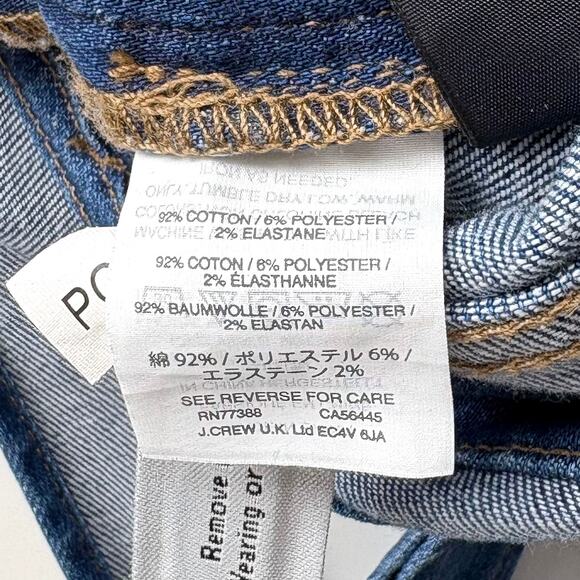 92% COTTON / 6% POLYESTER /
2% ELASTANE
92% COTON / 6% POLYESTER /
2% ÉLASTHANNE
92% BAUMWOLLE / 6% POLYESTER /
2% ELASTAN
綿 92% / ポリエステル 6% /
エラステーン 2%
SEE REVERSE FOR CARE
RN77388 CA56445
J.CREW U.K. Ltd EC4V 6JA
PO
Remove
Wearing or